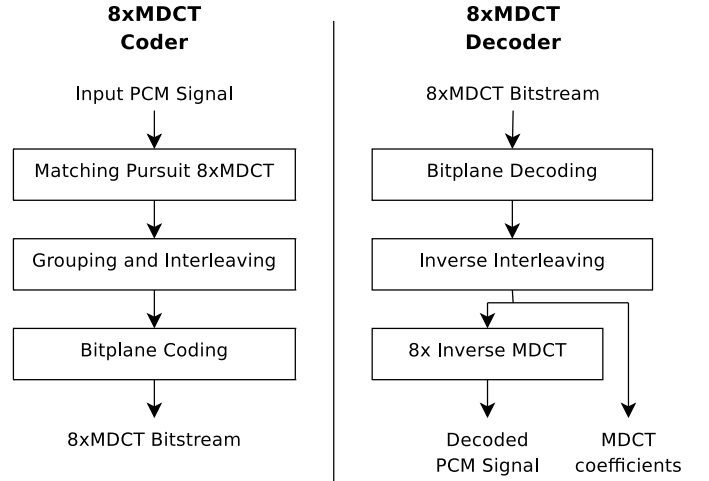 8xMDCT
Coder
Input PCM Signal
Matching Pursuit 8xMDCT
Grouping and Interleaving
Bitplane Coding
8xMDCT Bitstream
8xMDCT
Decoder
8xMDCT Bitstream
Bitplane Decoding
Inverse Interleaving
8x Inverse MDCT
Decoded
PCM Signal
MDCT
coefficients